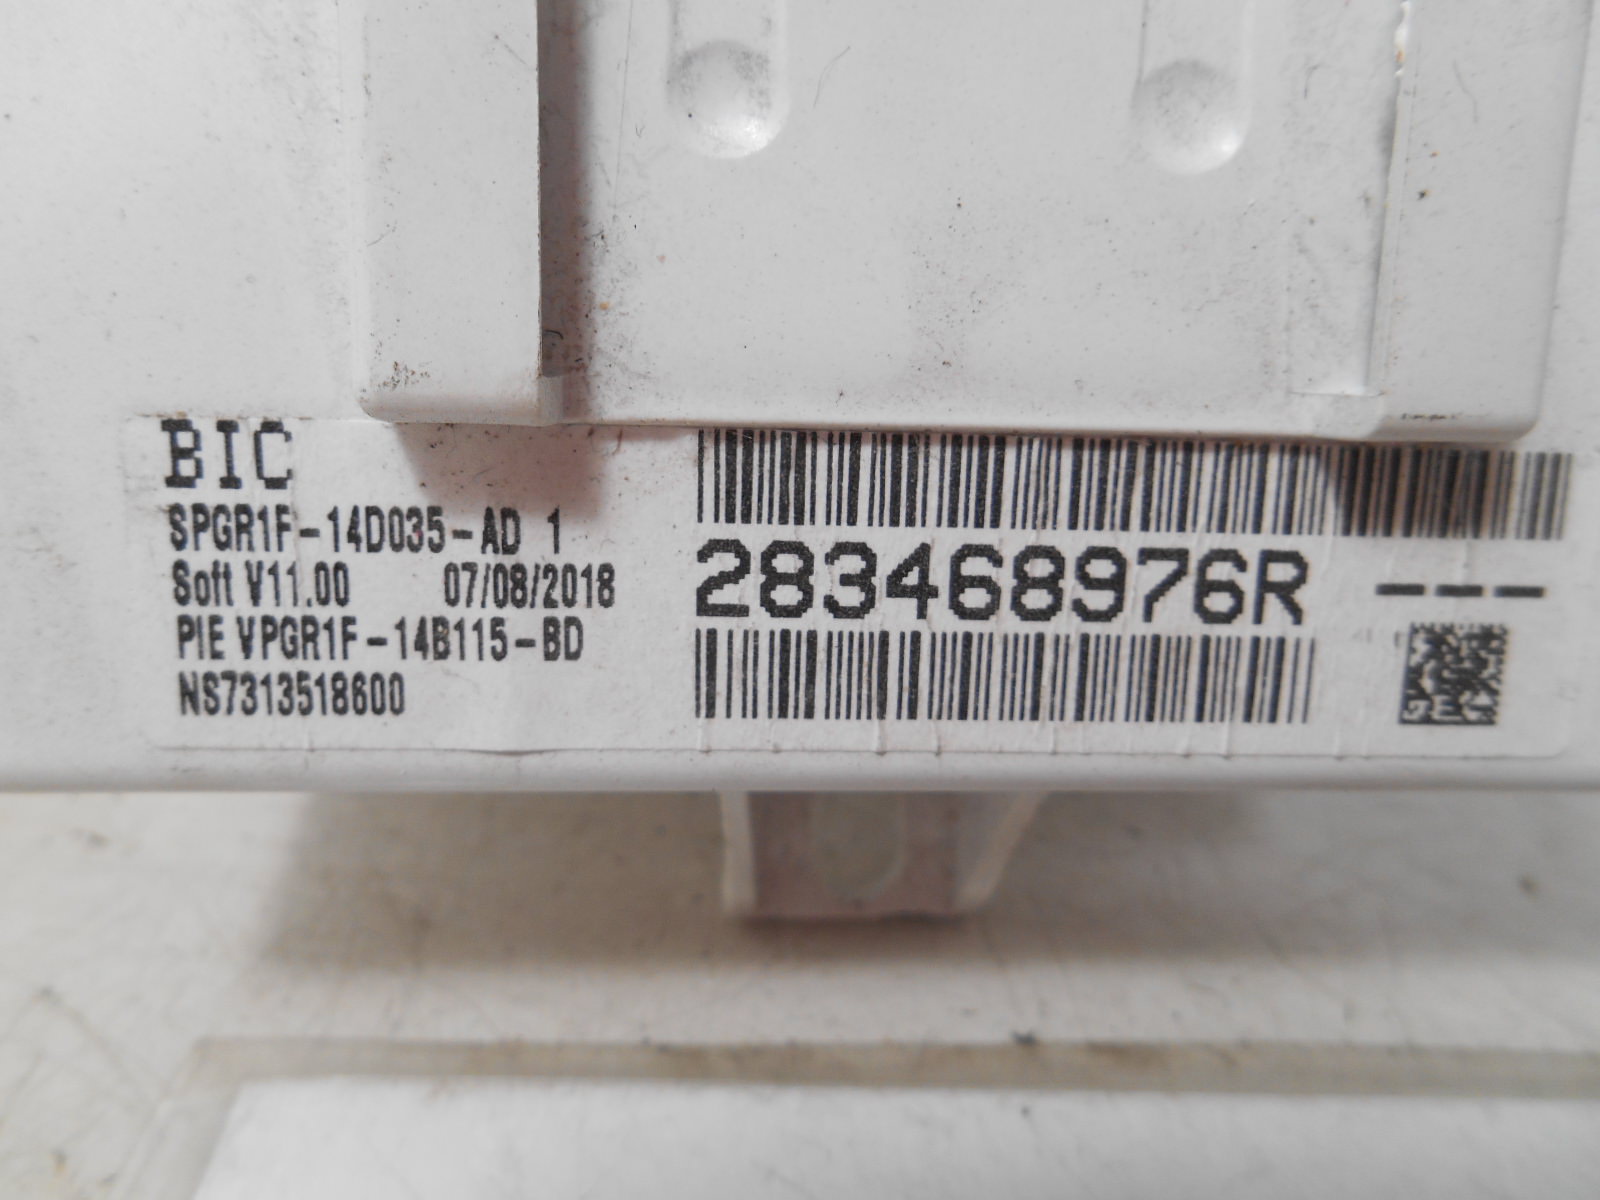 BIC
SPGR1F-14D035-AD 1
Soft V11.00 07/08/2018
PIE VPGR1F-14B115-BD
NS7313518600
283468976R ---